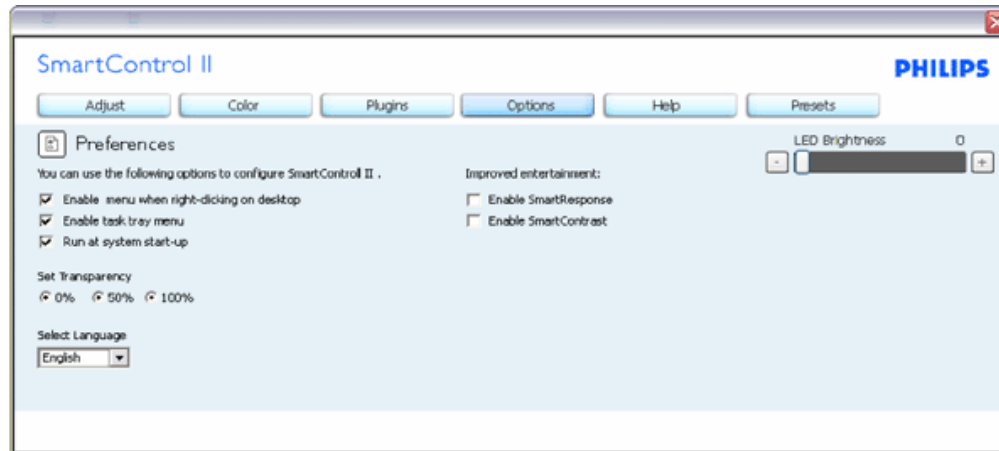 SmartControl II
PHILIPS
Adjust
Color
Plugins
Options
Help
Presets
Preferences
LED Brightness 0
- +
You can use the following options to configure SmartControl II .
Improved entertainment:
Enable menu when right-clicking on desktop
Enable SmartResponse
Enable task tray menu
Enable SmartContrast
Run at system start-up
Set Transparency
0% 50% 100%
Select Language
English